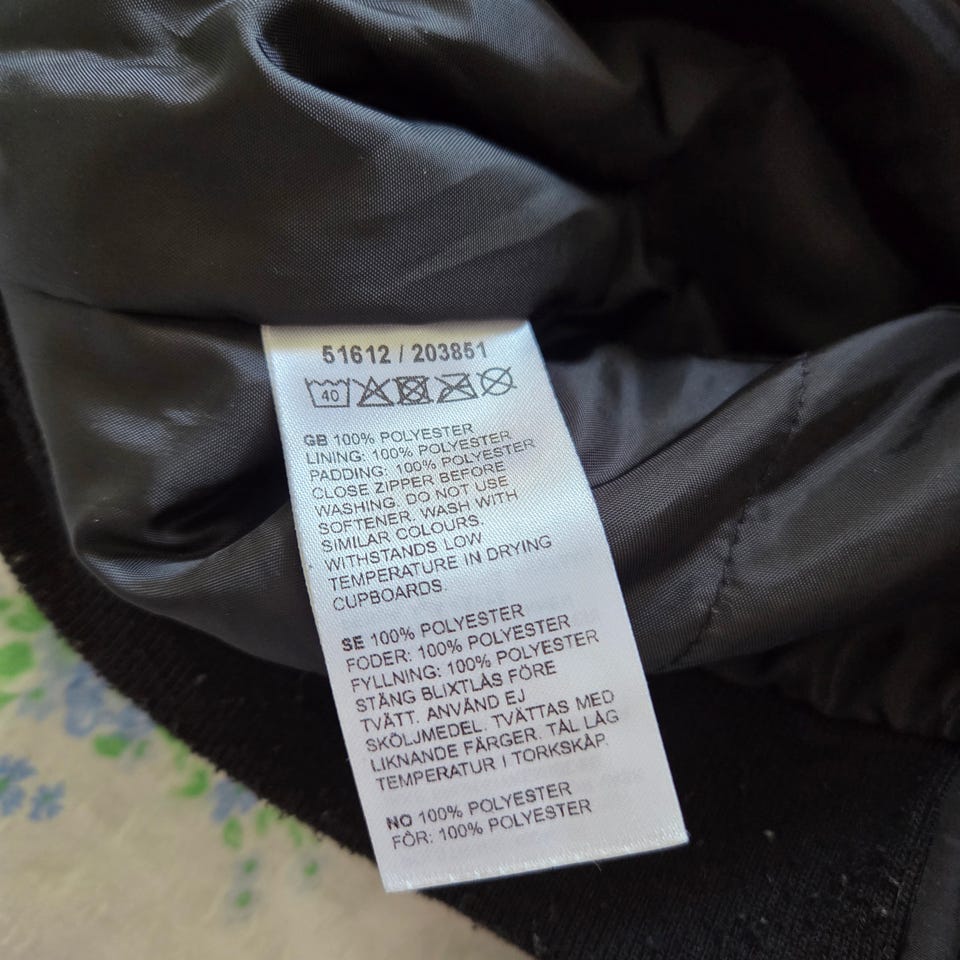 51612 / 203851
40
GB 100% POLYESTER
LINING: 100% POLYESTER
PADDING: 100% POLYESTER
CLOSE ZIPPER BEFORE
WASHING. DO NOT USE
SOFTENER. WASH WITH
SIMILAR COLOURS.
WITHSTANDS LOW
TEMPERATURE IN DRYING
CUPBOARDS.
SE 100% POLYESTER
FODER: 100% POLYESTER
FYLLNING: 100% POLYESTER
STÄNG BLIXTLÅS FÖRE
TVÄTT. ANVÄND EJ
SKÖLJMEDEL. TVÄTTAS MED
LIKNANDE FÄRGER. TÅL LÅG
TEMPERATUR I TORKSKÅP.
NO 100% POLYESTER
FÔR: 100% POLYESTER